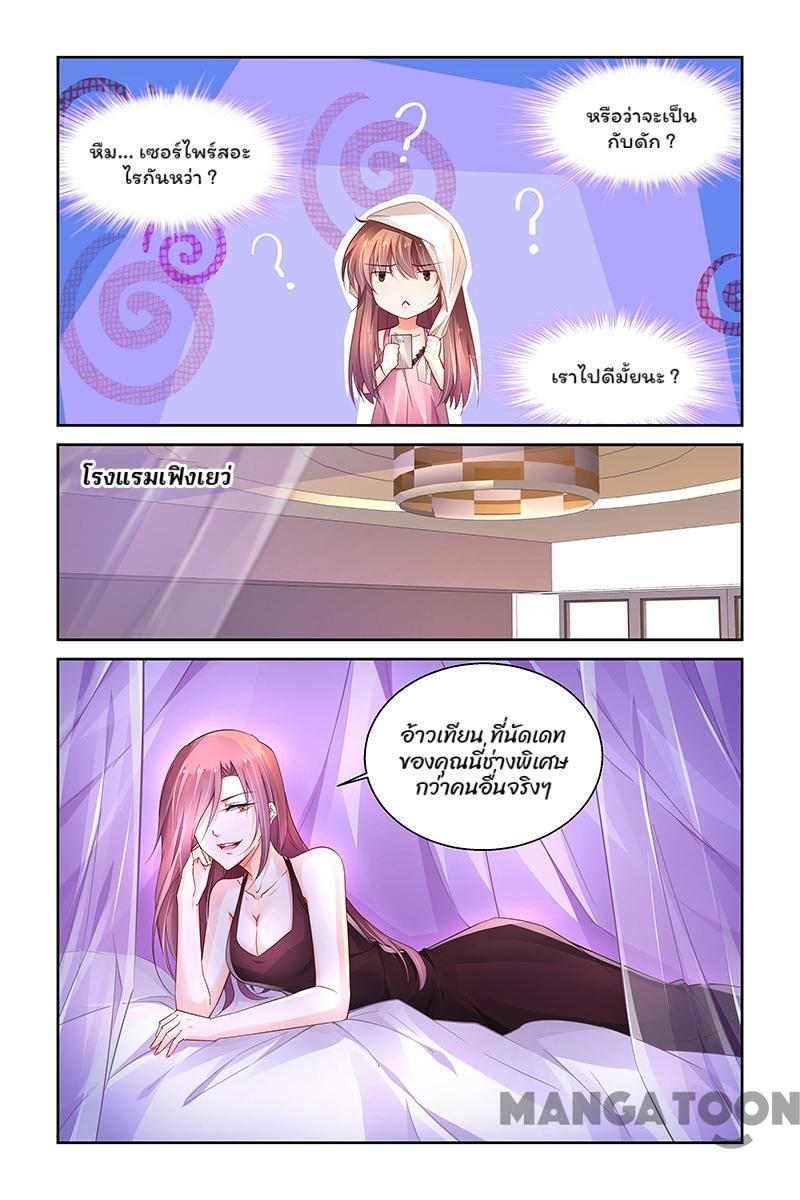 หืม... เซอร์ไพร์สอะ
ไรกันหว่า ?
หรือว่าจะเป็น
กับดัก ?
?
?
?
เราไปดีมั้ยนะ ?
โรงแรมเฟิงเยว่
อ้าวเทียน ที่นัดเดท
ของคุณนี่ช่างพิเศษ
กว่าคนอื่นจริงๆ
MANGATOON